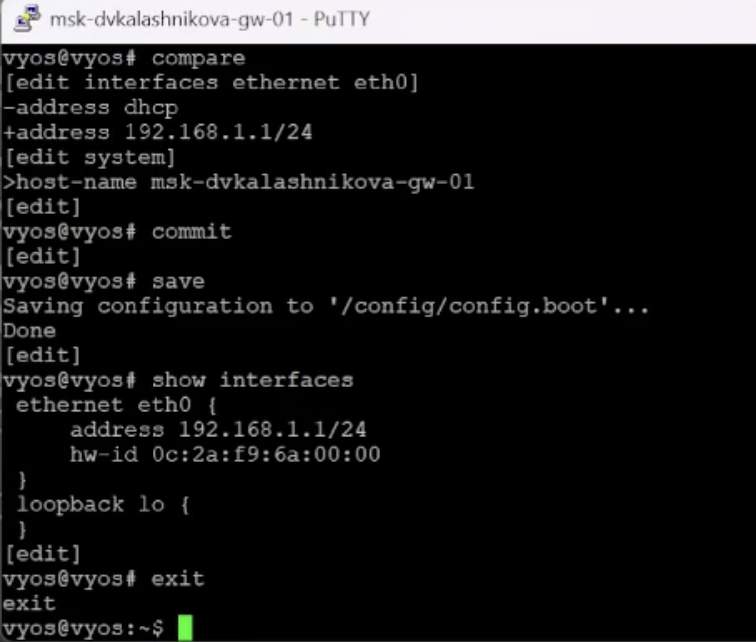 msk-dvkalashnikova-gw-01 - PuTTY
vyos@vyos# compare
[edit interfaces ethernet eth0]
-address dhcp
+address 192.168.1.1/24
[edit system]
>host-name msk-dvkalashnikova-gw-01
[edit]
vyos@vyos# commit
[edit]
vyos@vyos# save
Saving configuration to '/config/config.boot'...
Done
[edit]
vyos@vyos# show interfaces
 ethernet eth0 {
     address 192.168.1.1/24
     hw-id 0c:2a:f9:6a:00:00
 }
 loopback lo {
 }
[edit]
vyos@vyos# exit
exit
vyos@vyos:~$